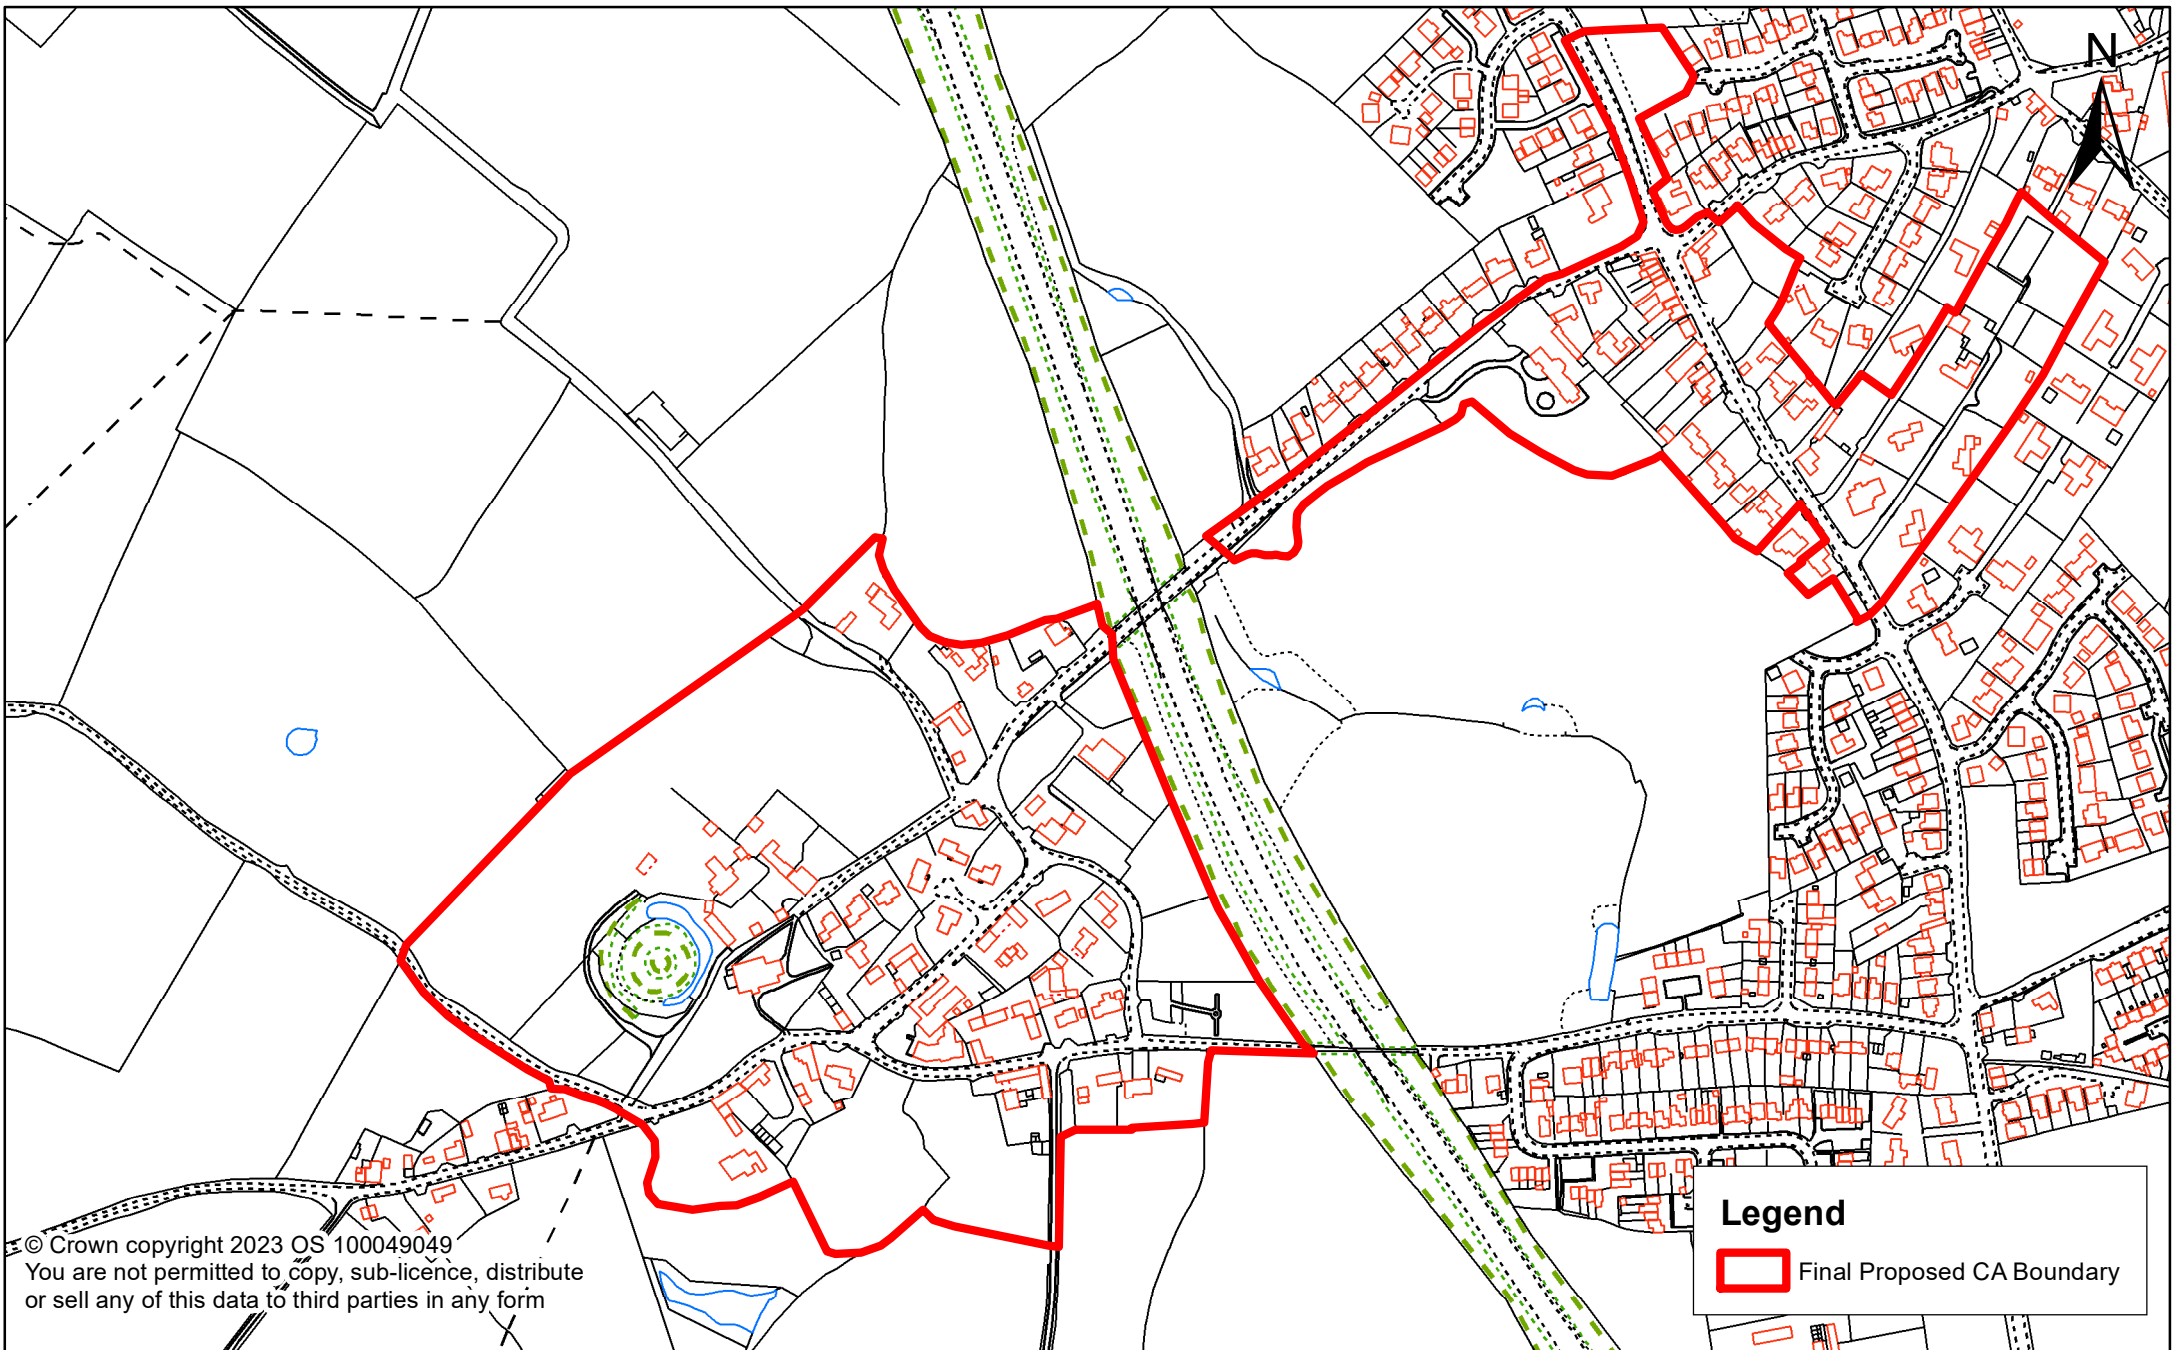 N
Legend
Final Proposed CA Boundary
© Crown copyright 2023 OS 100049049
You are not permitted to copy, sub-licence, distribute
or sell any of this data to third parties in any form